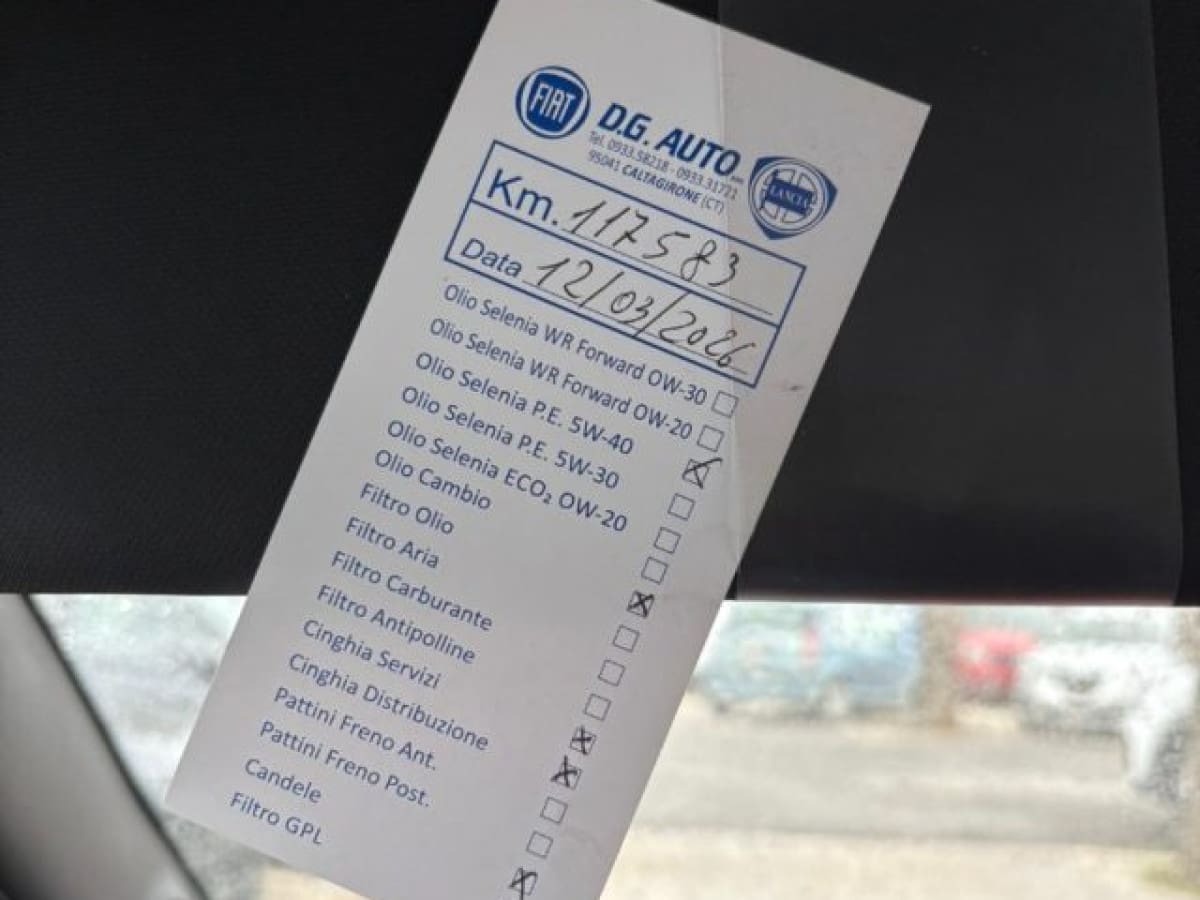 FIAT
D.G. AUTO
Tel. 0933.58218 - 0933.31721
95041 CALTAGIRONE (CT)
LANCIA
Km. 117583
Data 12/03/2026
Olio Selenia WR Forward OW-30
Olio Selenia WR Forward OW-20
Olio Selenia P.E. 5W-40
Olio Selenia P.E. 5W-30
Olio Selenia ECO₂ OW-20
Olio Cambio
Filtro Olio
Filtro Aria
Filtro Carburante
Filtro Antipolline
Cinghia Servizi
Cinghia Distribuzione
Pattini Freno Ant.
Pattini Freno Post.
Candele
Filtro GPL